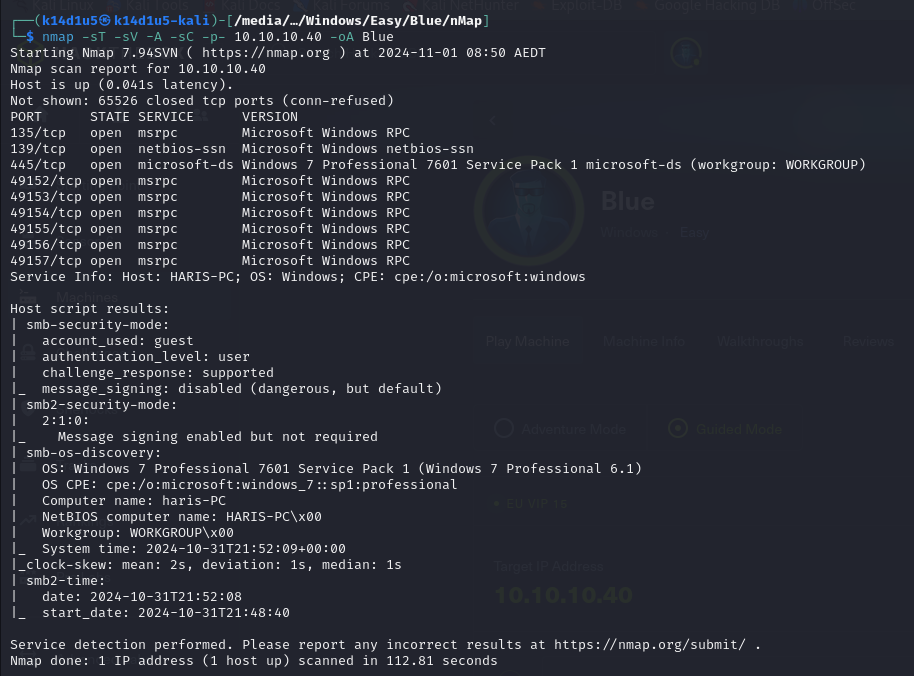 Kali Linux Kali Tools Kali Forums Kali NetHunter Exploit-DB Google Hacking DB OffSec
┌──(k14d1u5㉿k14d1u5-kali)-[/media/…/Windows/Easy/Blue/nMap]
└─$ nmap -sT -sV -A -sC -p- 10.10.10.40 -oA Blue
Starting Nmap 7.94SVN ( https://nmap.org ) at 2024-11-01 08:50 AEDT
Nmap scan report for 10.10.10.40
Host is up (0.041s latency).
Not shown: 65526 closed tcp ports (conn-refused)
PORT      STATE SERVICE      VERSION
135/tcp   open  msrpc        Microsoft Windows RPC
139/tcp   open  netbios-ssn  Microsoft Windows netbios-ssn
445/tcp   open  microsoft-ds Windows 7 Professional 7601 Service Pack 1 microsoft-ds (workgroup: WORKGROUP)
49152/tcp open  msrpc        Microsoft Windows RPC
49153/tcp open  msrpc        Microsoft Windows RPC
49154/tcp open  msrpc        Microsoft Windows RPC
49155/tcp open  msrpc        Microsoft Windows RPC
49156/tcp open  msrpc        Microsoft Windows RPC
49157/tcp open  msrpc        Microsoft Windows RPC
Service Info: Host: HARIS-PC; OS: Windows; CPE: cpe:/o:microsoft:windows
Blue
Windows · Easy
Machines
Host script results:
| smb-security-mode:
|   account_used: guest
|   authentication_level: user
|   challenge_response: supported
|_  message_signing: disabled (dangerous, but default)
| smb2-security-mode:
|   2:1:0:
|_    Message signing enabled but not required
| smb-os-discovery:
|   OS: Windows 7 Professional 7601 Service Pack 1 (Windows 7 Professional 6.1)
|   OS CPE: cpe:/o:microsoft:windows_7::sp1:professional
|   Computer name: haris-PC
|   NetBIOS computer name: HARIS-PC\x00
|   Workgroup: WORKGROUP\x00
|_  System time: 2024-10-31T21:52:09+00:00
|_clock-skew: mean: 2s, deviation: 1s, median: 1s
| smb2-time:
|   date: 2024-10-31T21:52:08
|_  start_date: 2024-10-31T21:48:40
Play Machine Machine Info Walkthroughs Reviews
Adventure Mode Guided Mode
Target IP Address
10.10.10.40
Service detection performed. Please report any incorrect results at https://nmap.org/submit/ .
Nmap done: 1 IP address (1 host up) scanned in 112.81 seconds